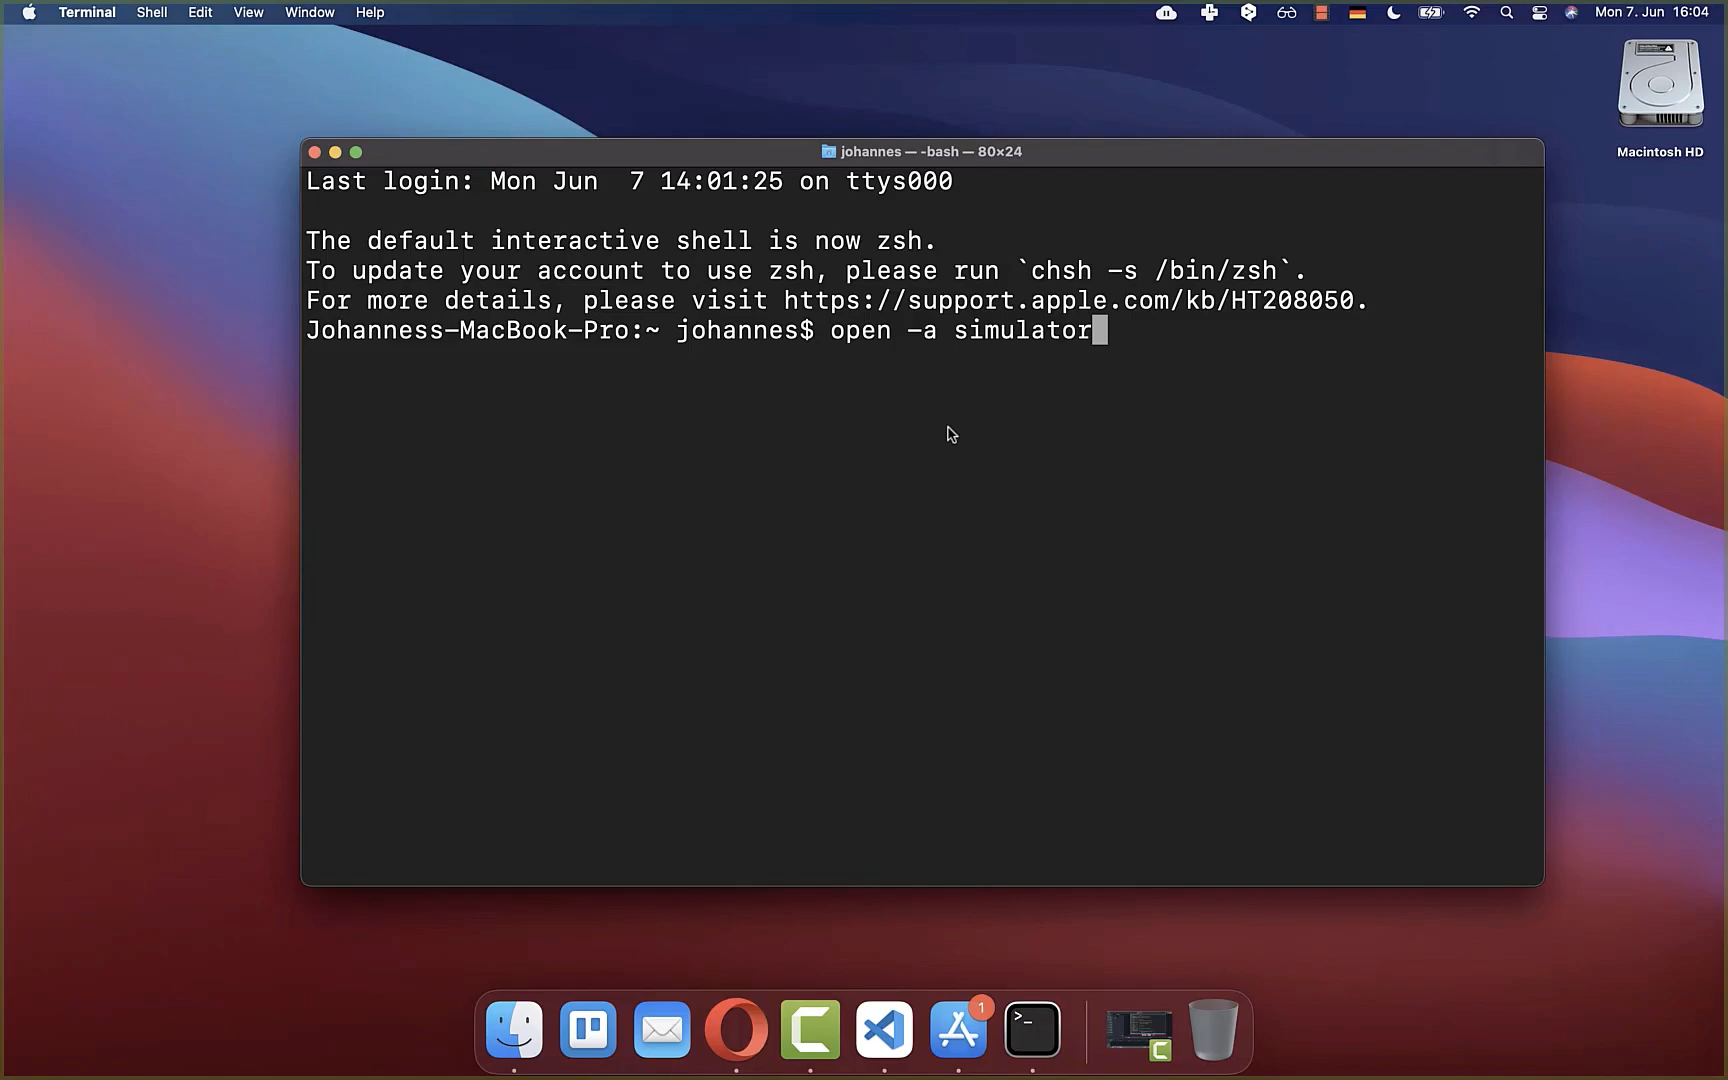 Terminal Shell Edit View Window Help Mon 7. Jun 16:04
Macintosh HD
johannes — -bash — 80×24
Last login: Mon Jun  7 14:01:25 on ttys000
The default interactive shell is now zsh.
To update your account to use zsh, please run `chsh -s /bin/zsh`.
For more details, please visit https://support.apple.com/kb/HT208050.
Johanness-MacBook-Pro:~ johannes$ open -a simulator
1
>_